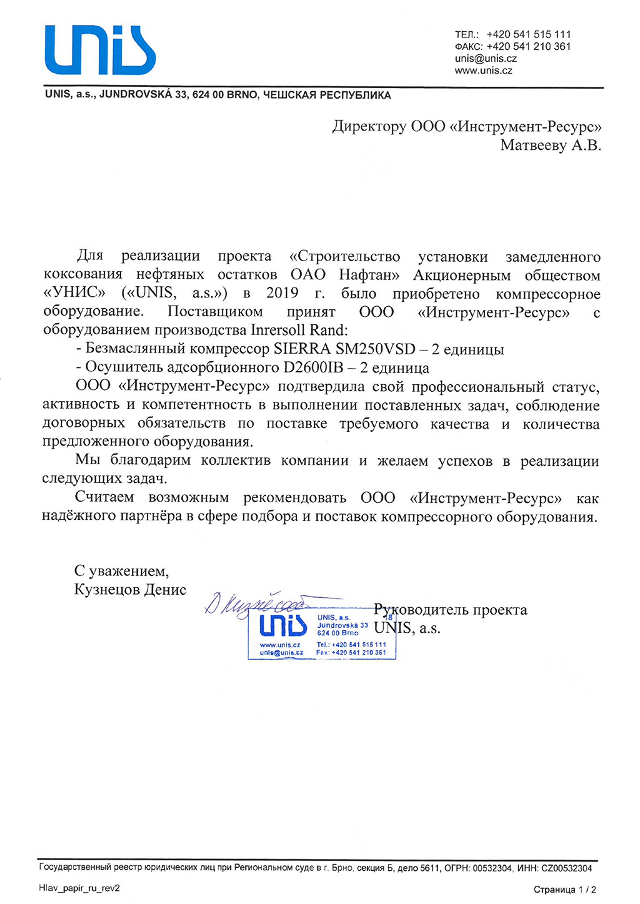 unis
ТЕЛ.: +420 541 515 111
ФАКС: +420 541 210 361
unis@unis.cz
www.unis.cz
UNIS, a.s., JUNDROVSKÁ 33, 624 00 BRNO, ЧЕШСКАЯ РЕСПУБЛИКА
Директору ООО «Инструмент-Ресурс»
Матвееву А.В.
Для реализации проекта «Строительство установки замедленного
коксования нефтяных остатков ОАО Нафтан» Акционерным обществом
«УНИС» («UNIS, a.s.») в 2019 г. было приобретено компрессорное
оборудование. Поставщиком принят ООО «Инструмент-Ресурс» с
оборудованием производства Inrersoll Rand:
- Безмаслянный компрессор SIERRA SM250VSD – 2 единицы
- Осушитель адсорбционного D2600IB – 2 единица
ООО «Инструмент-Ресурс» подтвердила свой профессиональный статус,
активность и компетентность в выполнении поставленных задач, соблюдение
договорных обязательств по поставке требуемого качества и количества
предложенного оборудования.
Мы благодарим коллектив компании и желаем успехов в реализации
следующих задач.
Считаем возможным рекомендовать ООО «Инструмент-Ресурс» как
надёжного партнёра в сфере подбора и поставок компрессорного оборудования.
С уважением,
Кузнецов Денис
Руководитель проекта
UNIS, a.s.
unis
UNIS, a.s. 18
Jundrovská 33
624 00 Brno
www.unis.cz Tel.: +420 541 515 111
unis@unis.cz Fax: +420 541 210 361
Государственный реестр юридических лиц при Региональном суде в г. Брно, секция Б, дело 5611, ОГРН: 00532304, ИНН: CZ00532304
Hlav_papir_ru_rev2
Страница 1 / 2